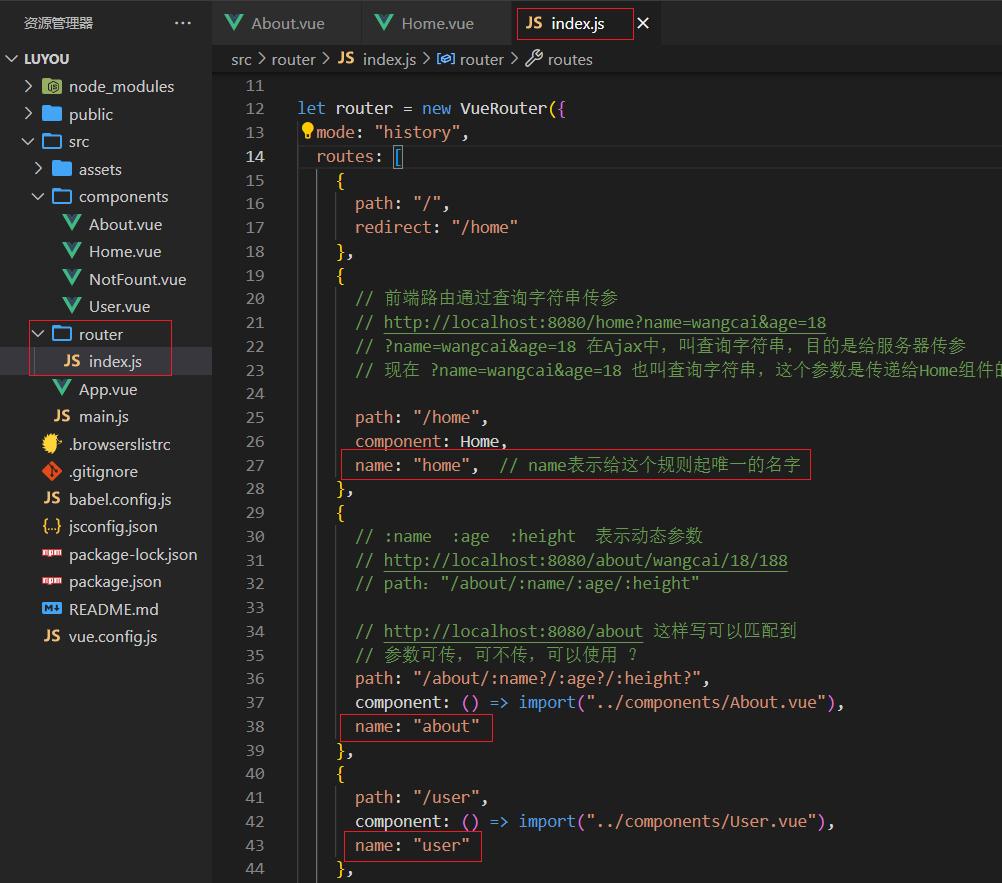 资源管理器 ···
About.vue Home.vue JS index.js ×
LUYOU
src > router > JS index.js > router > routes
node_modules
public
src
assets
components
About.vue
Home.vue
NotFount.vue
User.vue
router
JS index.js
App.vue
JS main.js
.browserslistrc
.gitignore
JS babel.config.js
{..} jsconfig.json
npm package-lock.json
npm package.json
M README.md
JS vue.config.js
11
12 let router = new VueRouter({
13 mode: "history",
14 routes: [
15 {
16 path: "/",
17 redirect: "/home"
18 },
19 {
20 // 前端路由通过查询字符串传参
21 // http://localhost:8080/home?name=wangcai&age=18
22 // ?name=wangcai&age=18 在Ajax中，叫查询字符串，目的是给服务器传参
23 // 现在 ?name=wangcai&age=18 也叫查询字符串，这个参数是传递给Home组件的
24
25 path: "/home",
26 component: Home,
27 name: "home", // name表示给这个规则起唯一的名字
28 },
29 {
30 // :name :age :height 表示动态参数
31 // http://localhost:8080/about/wangcai/18/188
32 // path: "/about/:name/:age/:height"
33
34 // http://localhost:8080/about 这样写可以匹配到
35 // 参数可传，可不传，可以使用 ？
36 path: "/about/:name?/:age?/:height?",
37 component: () => import("../components/About.vue"),
38 name: "about"
39 },
40 {
41 path: "/user",
42 component: () => import("../components/User.vue"),
43 name: "user"
44 },